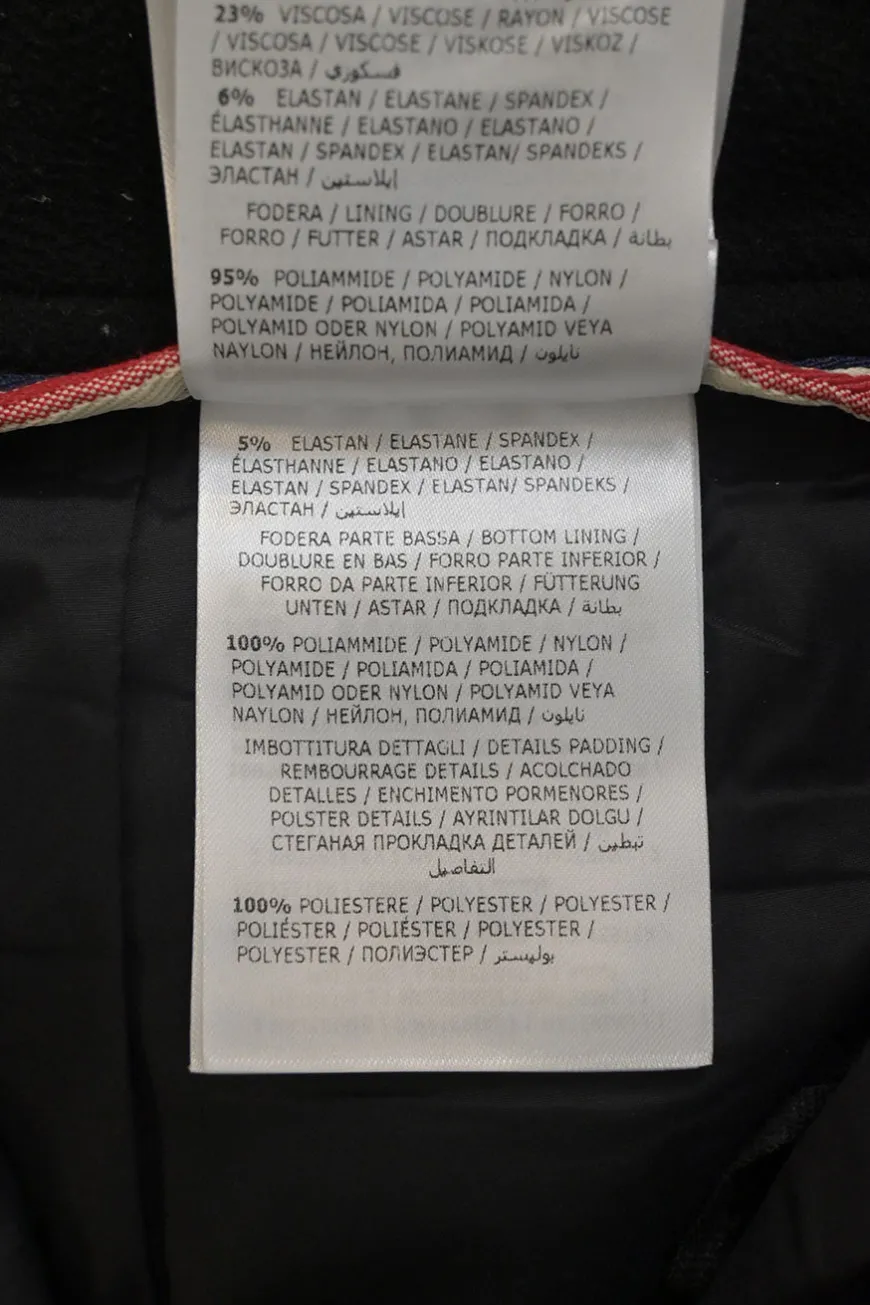 23% VISCOSA / VISCOSE / RAYON / VISCOSE
/ VISCOSA / VISCOSE / VISKOSE / VISKOZ /
ВИСКОЗА / فسكوري
6% ELASTAN / ELASTANE / SPANDEX /
ÉLASTHANNE / ELASTANO / ELASTANO /
ELASTAN / SPANDEX / ELASTAN/ SPANDEKS /
ЭЛАСТАН / إيلاستين
FODERA / LINING / DOUBLURE / FORRO /
FORRO / FUTTER / ASTAR / ПОДКЛАДКА / بطانة
95% POLIAMMIDE / POLYAMIDE / NYLON /
POLYAMIDE / POLIAMIDA / POLIAMIDA /
POLYAMID ODER NYLON / POLYAMID VEYA
NAYLON / НЕЙЛОН, ПОЛИАМИД / نايلون
5% ELASTAN / ELASTANE / SPANDEX /
ÉLASTHANNE / ELASTANO / ELASTANO /
ELASTAN / SPANDEX / ELASTAN/ SPANDEKS /
ЭЛАСТАН / إيلاستين
FODERA PARTE BASSA / BOTTOM LINING /
DOUBLURE EN BAS / FORRO PARTE INFERIOR /
FORRO DA PARTE INFERIOR / FÜTTERUNG
UNTEN / ASTAR / ПОДКЛАДКА / بطانة
100% POLIAMMIDE / POLYAMIDE / NYLON /
POLYAMIDE / POLIAMIDA / POLIAMIDA /
POLYAMID ODER NYLON / POLYAMID VEYA
NAYLON / НЕЙЛОН, ПОЛИАМИД / نايلون
IMBOTTITURA DETTAGLI / DETAILS PADDING /
REMBOURRAGE DETAILS / ACOLCHADO
DETALLES / ENCHIMENTO PORMENORES /
POLSTER DETAILS / AYRINTILAR DOLGU /
СТЕГАНАЯ ПРОКЛАДКА ДЕТАЛЕЙ / تبطين
التفاصيل
100% POLIESTERE / POLYESTER / POLYESTER /
POLIÉSTER / POLIÉSTER / POLYESTER /
POLYESTER / ПОЛИЭСТЕР / بوليستر